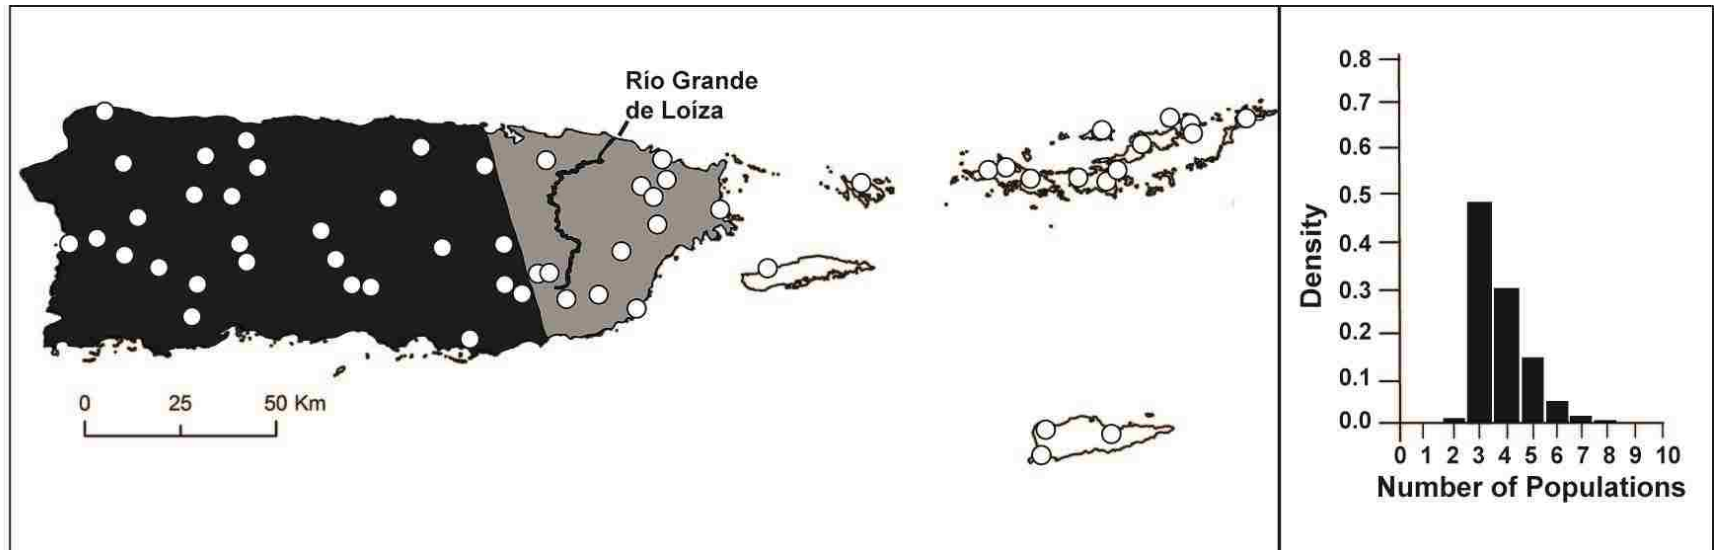 Río Grande
de Loíza
0 25 50 Km
0.8
0.7
0.6
0.5
0.4
0.3
0.2
0.1
0.0
Density
0 1 2 3 4 5 6 7 8 9 10
Number of Populations